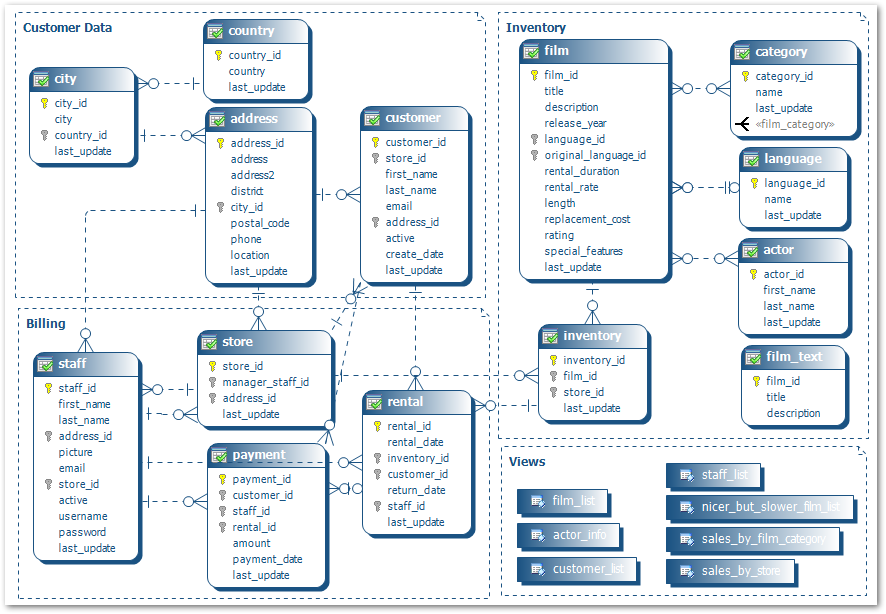 Customer Data
country
country_id
country
last_update
city
city_id
city
country_id
last_update
address
address_id
address
address2
district
city_id
postal_code
phone
location
last_update
customer
customer_id
store_id
first_name
last_name
email
address_id
active
create_date
last_update
Billing
staff
staff_id
first_name
last_name
address_id
picture
email
store_id
active
username
password
last_update
store
store_id
manager_staff_id
address_id
last_update
payment
payment_id
customer_id
staff_id
rental_id
amount
payment_date
last_update
rental
rental_id
rental_date
inventory_id
customer_id
return_date
staff_id
last_update
Inventory
film
film_id
title
description
release_year
language_id
original_language_id
rental_duration
rental_rate
length
replacement_cost
rating
special_features
last_update
category
category_id
name
last_update
«film_category»
language
language_id
name
last_update
actor
actor_id
first_name
last_name
last_update
inventory
inventory_id
film_id
store_id
last_update
film_text
film_id
title
description
Views
film_list
actor_info
customer_list
staff_list
nicer_but_slower_film_list
sales_by_film_category
sales_by_store